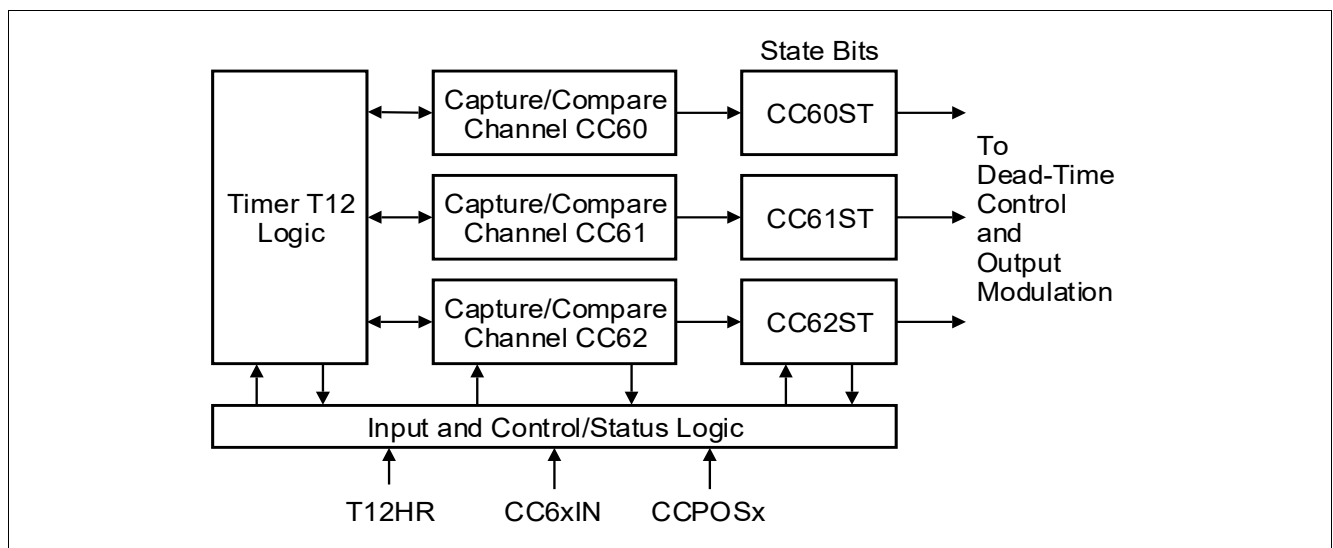 State Bits
Timer T12
Logic
Capture/Compare
Channel CC60
CC60ST
Capture/Compare
Channel CC61
CC61ST
Capture/Compare
Channel CC62
CC62ST
To
Dead-Time
Control
and
Output
Modulation
Input and Control/Status Logic
T12HR
CC6xIN
CCPOSx